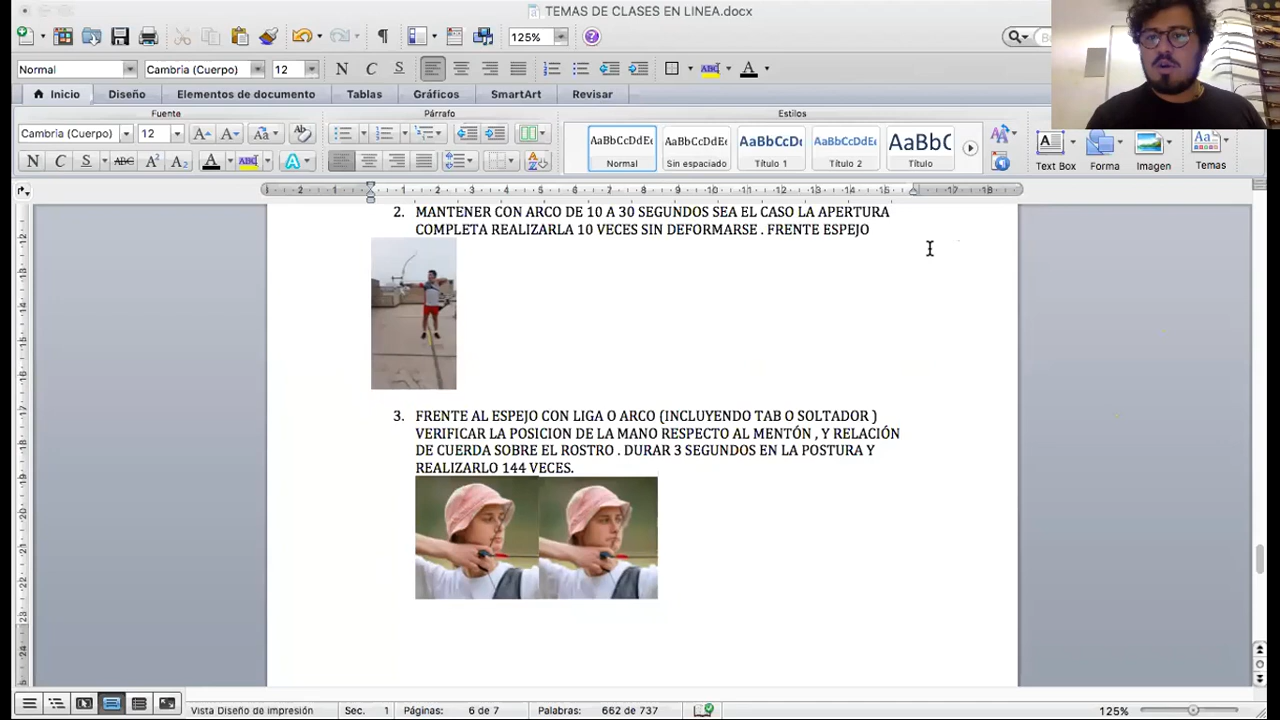 TEMAS DE CLASES EN LINEA.docx
125%
Normal
Cambria (Cuerpo)
12
Inicio
Diseño
Elementos de documento
Tablas
Gráficos
SmartArt
Revisar
Fuente
Párrafo
Estilos
Cambria (Cuerpo)
12
AaBbCcDdEe
Normal
AaBbCcDdEe
Sin espaciado
AaBbCcDc
Título 1
AaBbCcDdEe
Título 2
AaBbC
Título
Text Box
Forma
Imagen
Temas
2. MANTENER CON ARCO DE 10 A 30 SEGUNDOS SEA EL CASO LA APERTURA
COMPLETA REALIZARLA 10 VECES SIN DEFORMARSE . FRENTE ESPEJO
3. FRENTE AL ESPEJO CON LIGA O ARCO (INCLUYENDO TAB O SOLTADOR )
VERIFICAR LA POSICION DE LA MANO RESPECTO AL MENTÓN , Y RELACIÓN
DE CUERDA SOBRE EL ROSTRO . DURAR 3 SEGUNDOS EN LA POSTURA Y
REALIZARLO 144 VECES.
Vista Diseño de impresión
Sec. 1
Páginas: 6 de 7
Palabras: 662 de 737
125%